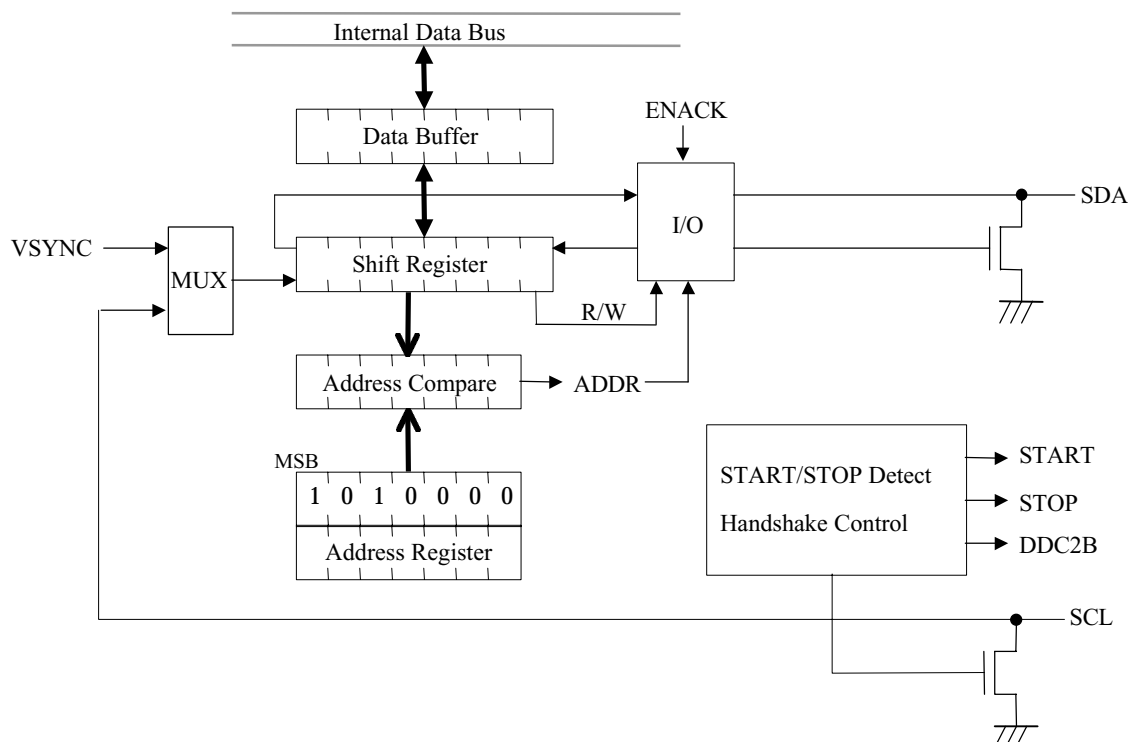 Internal Data Bus
Data Buffer
ENACK
SDA
I/O
VSYNC
MUX
Shift Register
R/W
Address Compare
ADDR
MSB
1 0 1 0 0 0 0
Address Register
START/STOP Detect
Handshake Control
START
STOP
DDC2B
SCL